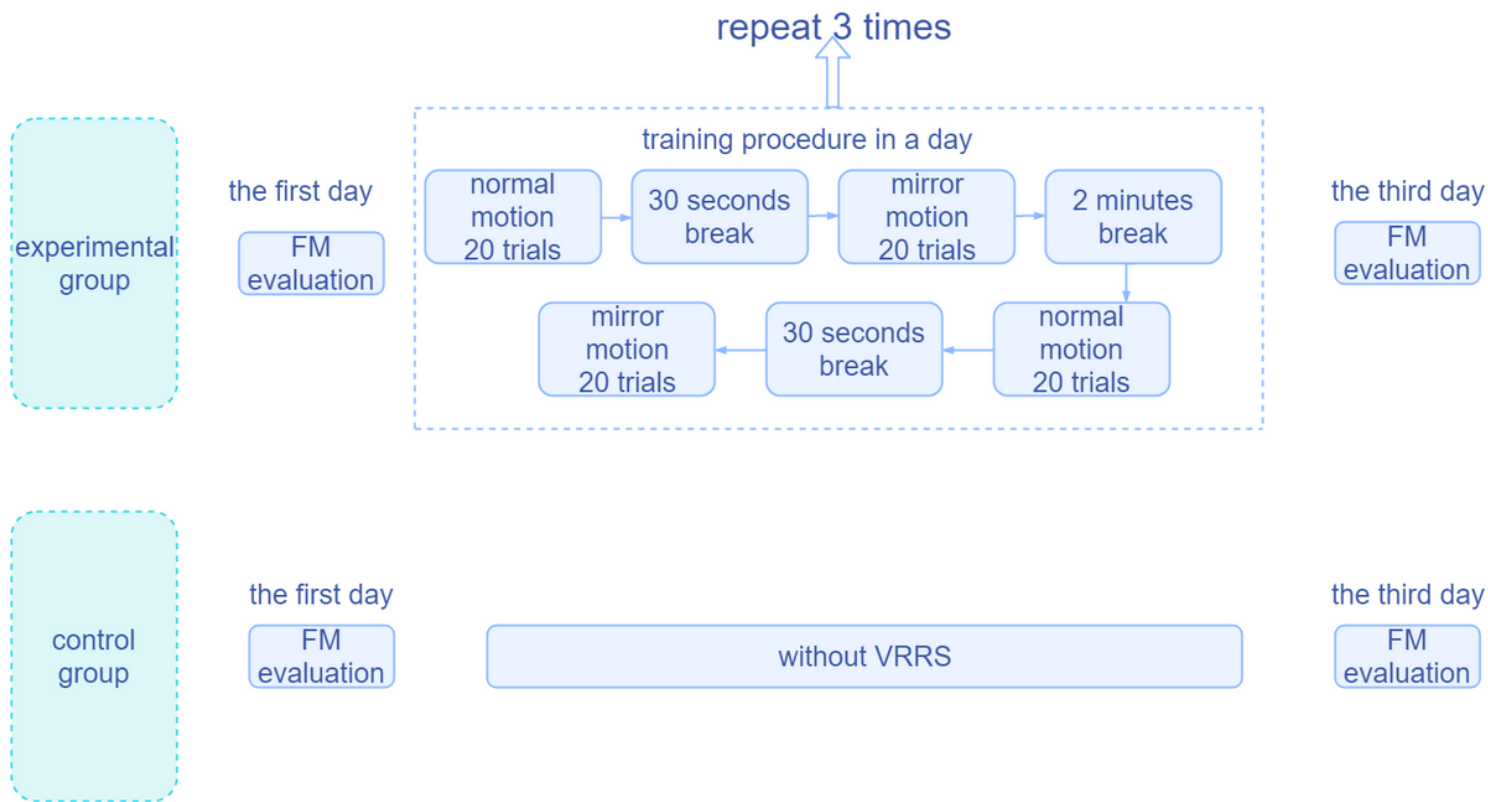 repeat 3 times
training procedure in a day
experimental
group
the first day
FM
evaluation
normal
motion
20 trials
30 seconds
break
mirror
motion
20 trials
2 minutes
break
normal
motion
20 trials
30 seconds
break
mirror
motion
20 trials
the third day
FM
evaluation
control
group
the first day
FM
evaluation
without VRRS
the third day
FM
evaluation